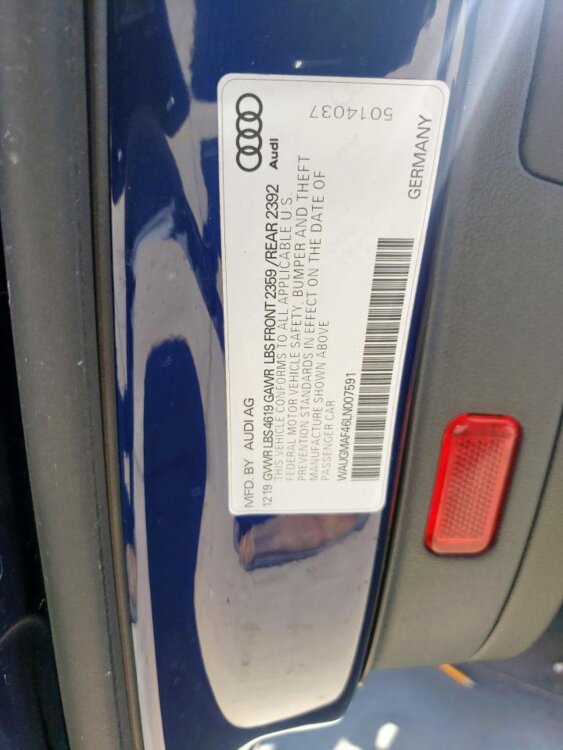 MFD. BY AUDI AG
Audi
12 19 GVWR LBS 4619 GAWR LBS FRONT 2359 / REAR 2392
THIS VEHICLE CONFORMS TO ALL APPLICABLE U.S.
FEDERAL MOTOR VEHICLE SAFETY, BUMPER AND THEFT
PREVENTION STANDARDS IN EFFECT ON THE DATE OF
MANUFACTURE SHOWN ABOVE
PASSENGER CAR
WAUGMAF46LN007591
GERMANY
5014037